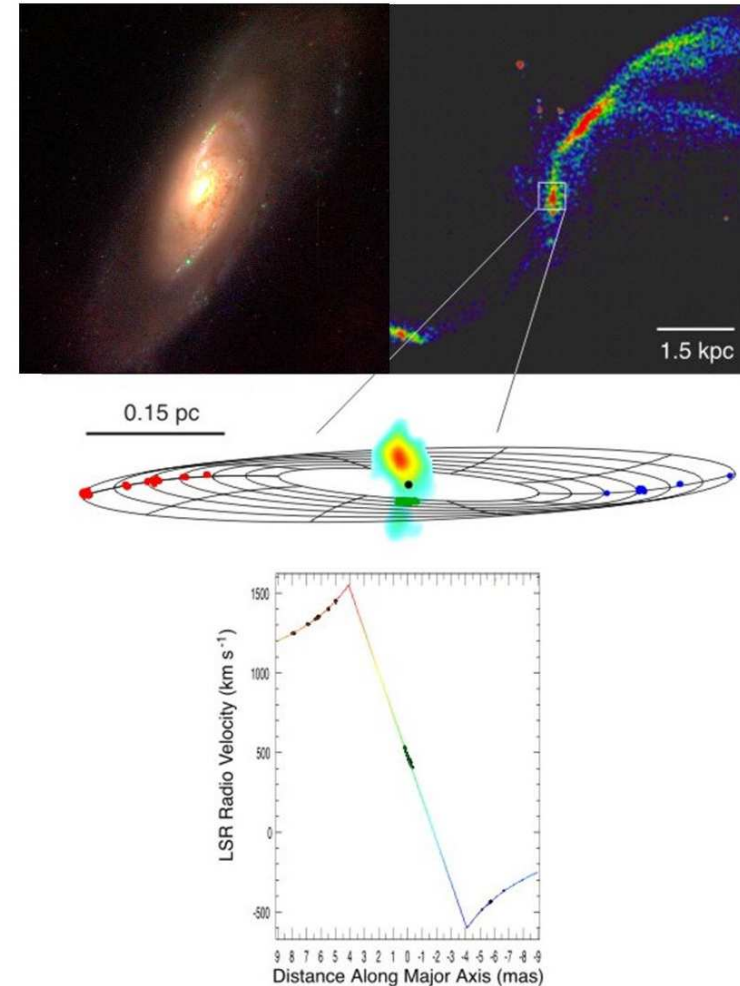 1.5 kpc
0.15 pc
LSR Radio Velocity (km s⁻¹)
1500
1000
500
0
-500
9 8 7 6 5 4 3 2 1 0 -1 -2 -3 -4 -5 -6 -7 -8 -9
Distance Along Major Axis (mas)